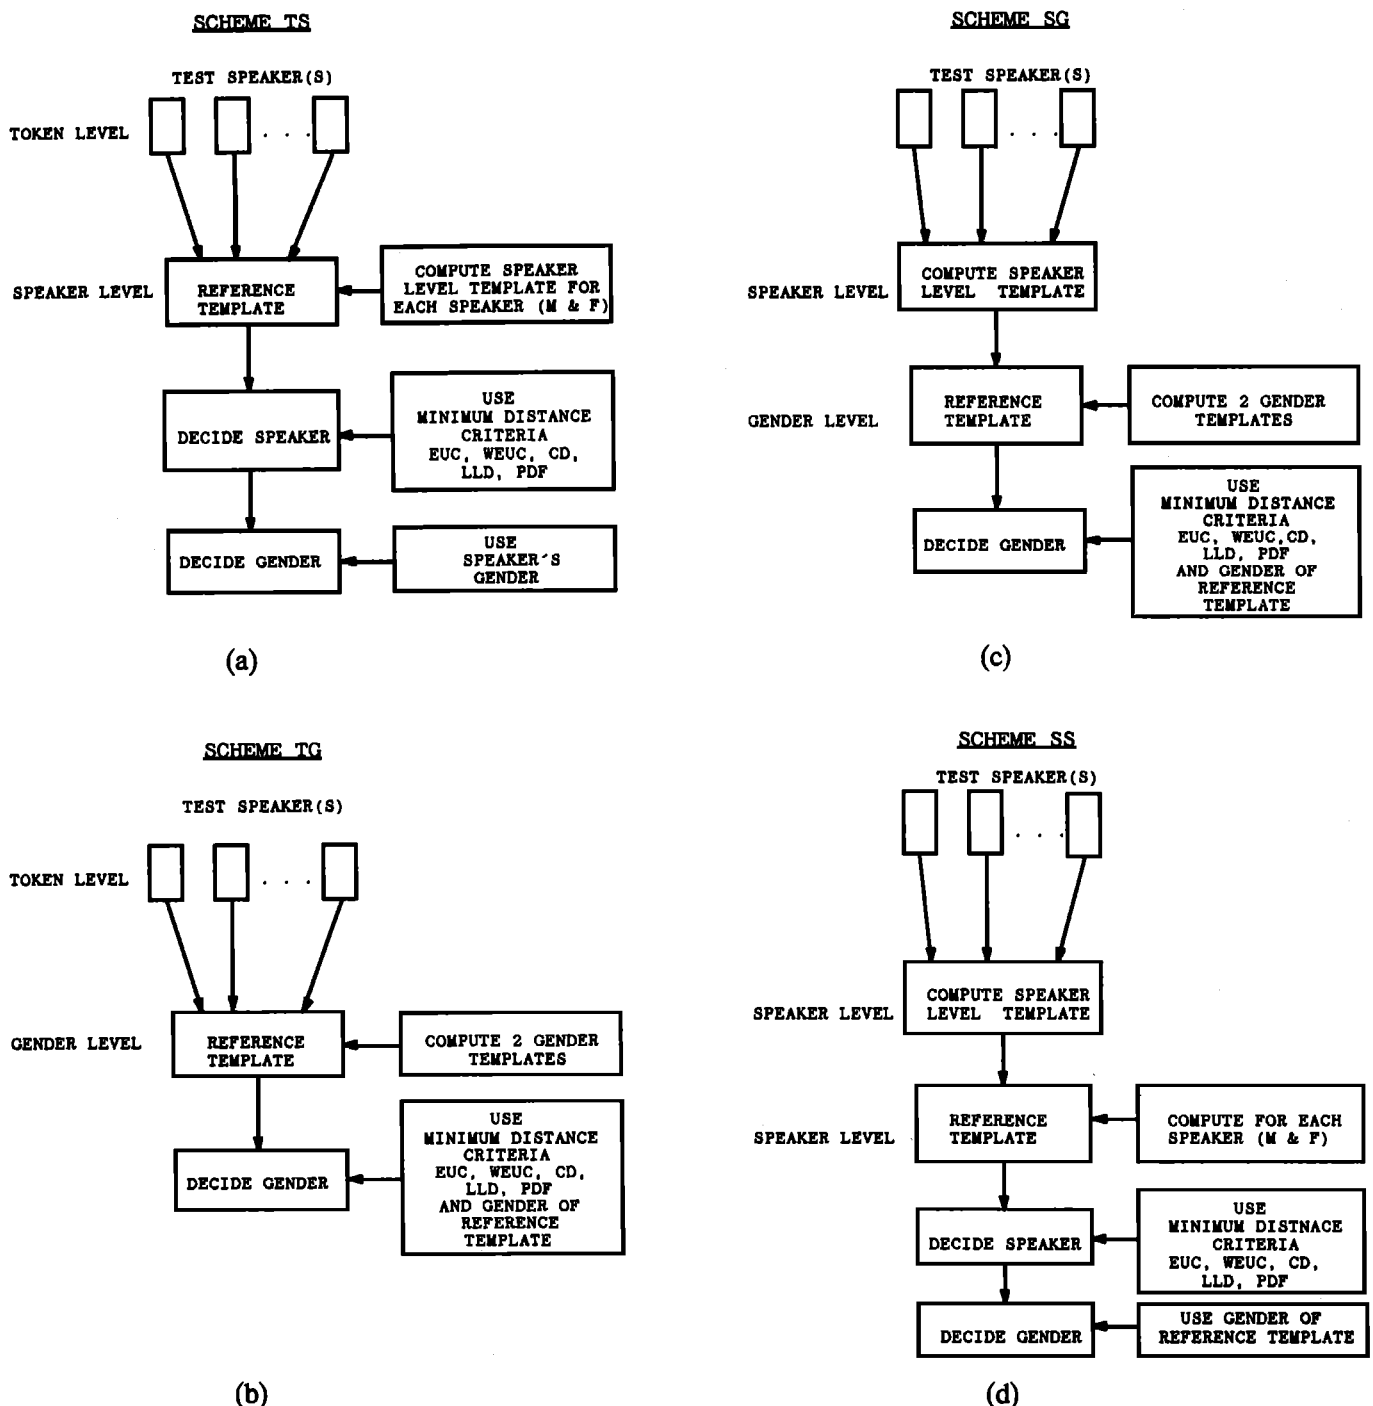 SCHEME TS
TEST SPEAKER(S)
TOKEN LEVEL
. . .
SPEAKER LEVEL
REFERENCE
TEMPLATE
COMPUTE SPEAKER
LEVEL TEMPLATE FOR
EACH SPEAKER (M & F)
DECIDE SPEAKER
USE
MINIMUM DISTANCE
CRITERIA
EUC, WEUC, CD,
LLD, PDF
DECIDE GENDER
USE
SPEAKER'S
GENDER
(a)
SCHEME TG
TEST SPEAKER(S)
TOKEN LEVEL
. . .
GENDER LEVEL
REFERENCE
TEMPLATE
COMPUTE 2 GENDER
TEMPLATES
DECIDE GENDER
USE
MINIMUM DISTANCE
CRITERIA
EUC, WEUC, CD,
LLD, PDF
AND GENDER OF
REFERENCE
TEMPLATE
(b)
SCHEME SG
TEST SPEAKER(S)
. . .
SPEAKER LEVEL
COMPUTE SPEAKER
LEVEL TEMPLATE
GENDER LEVEL
REFERENCE
TEMPLATE
COMPUTE 2 GENDER
TEMPLATES
DECIDE GENDER
USE
MINIMUM DISTANCE
CRITERIA
EUC, WEUC,CD,
LLD, PDF
AND GENDER OF
REFERENCE
TEMPLATE
(c)
SCHEME SS
TEST SPEAKER(S)
. . .
SPEAKER LEVEL
COMPUTE SPEAKER
LEVEL TEMPLATE
SPEAKER LEVEL
REFERENCE
TEMPLATE
COMPUTE FOR EACH
SPEAKER (M & F)
DECIDE SPEAKER
USE
MINIMUM DISTNACE
CRITERIA
EUC, WEUC, CD,
LLD, PDF
DECIDE GENDER
USE GENDER OF
REFERENCE TEMPLATE
(d)